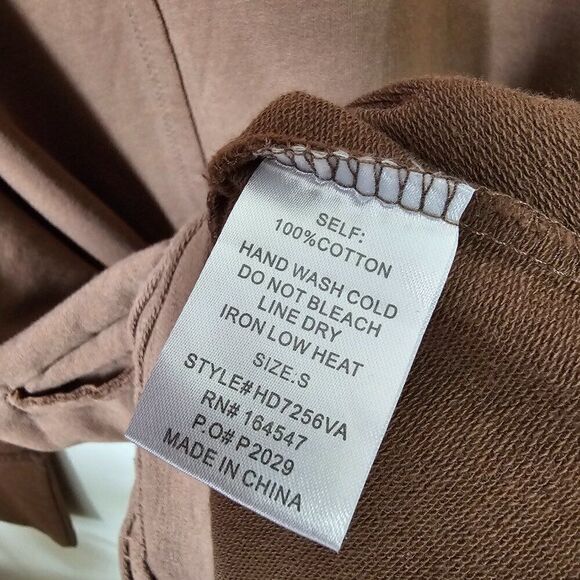 SELF:
100%COTTON
HAND WASH COLD
DO NOT BLEACH
LINE DRY
IRON LOW HEAT
SIZE:S
STYLE#HD7256VA
RN# 164547
P.O# P2029
MADE IN CHINA